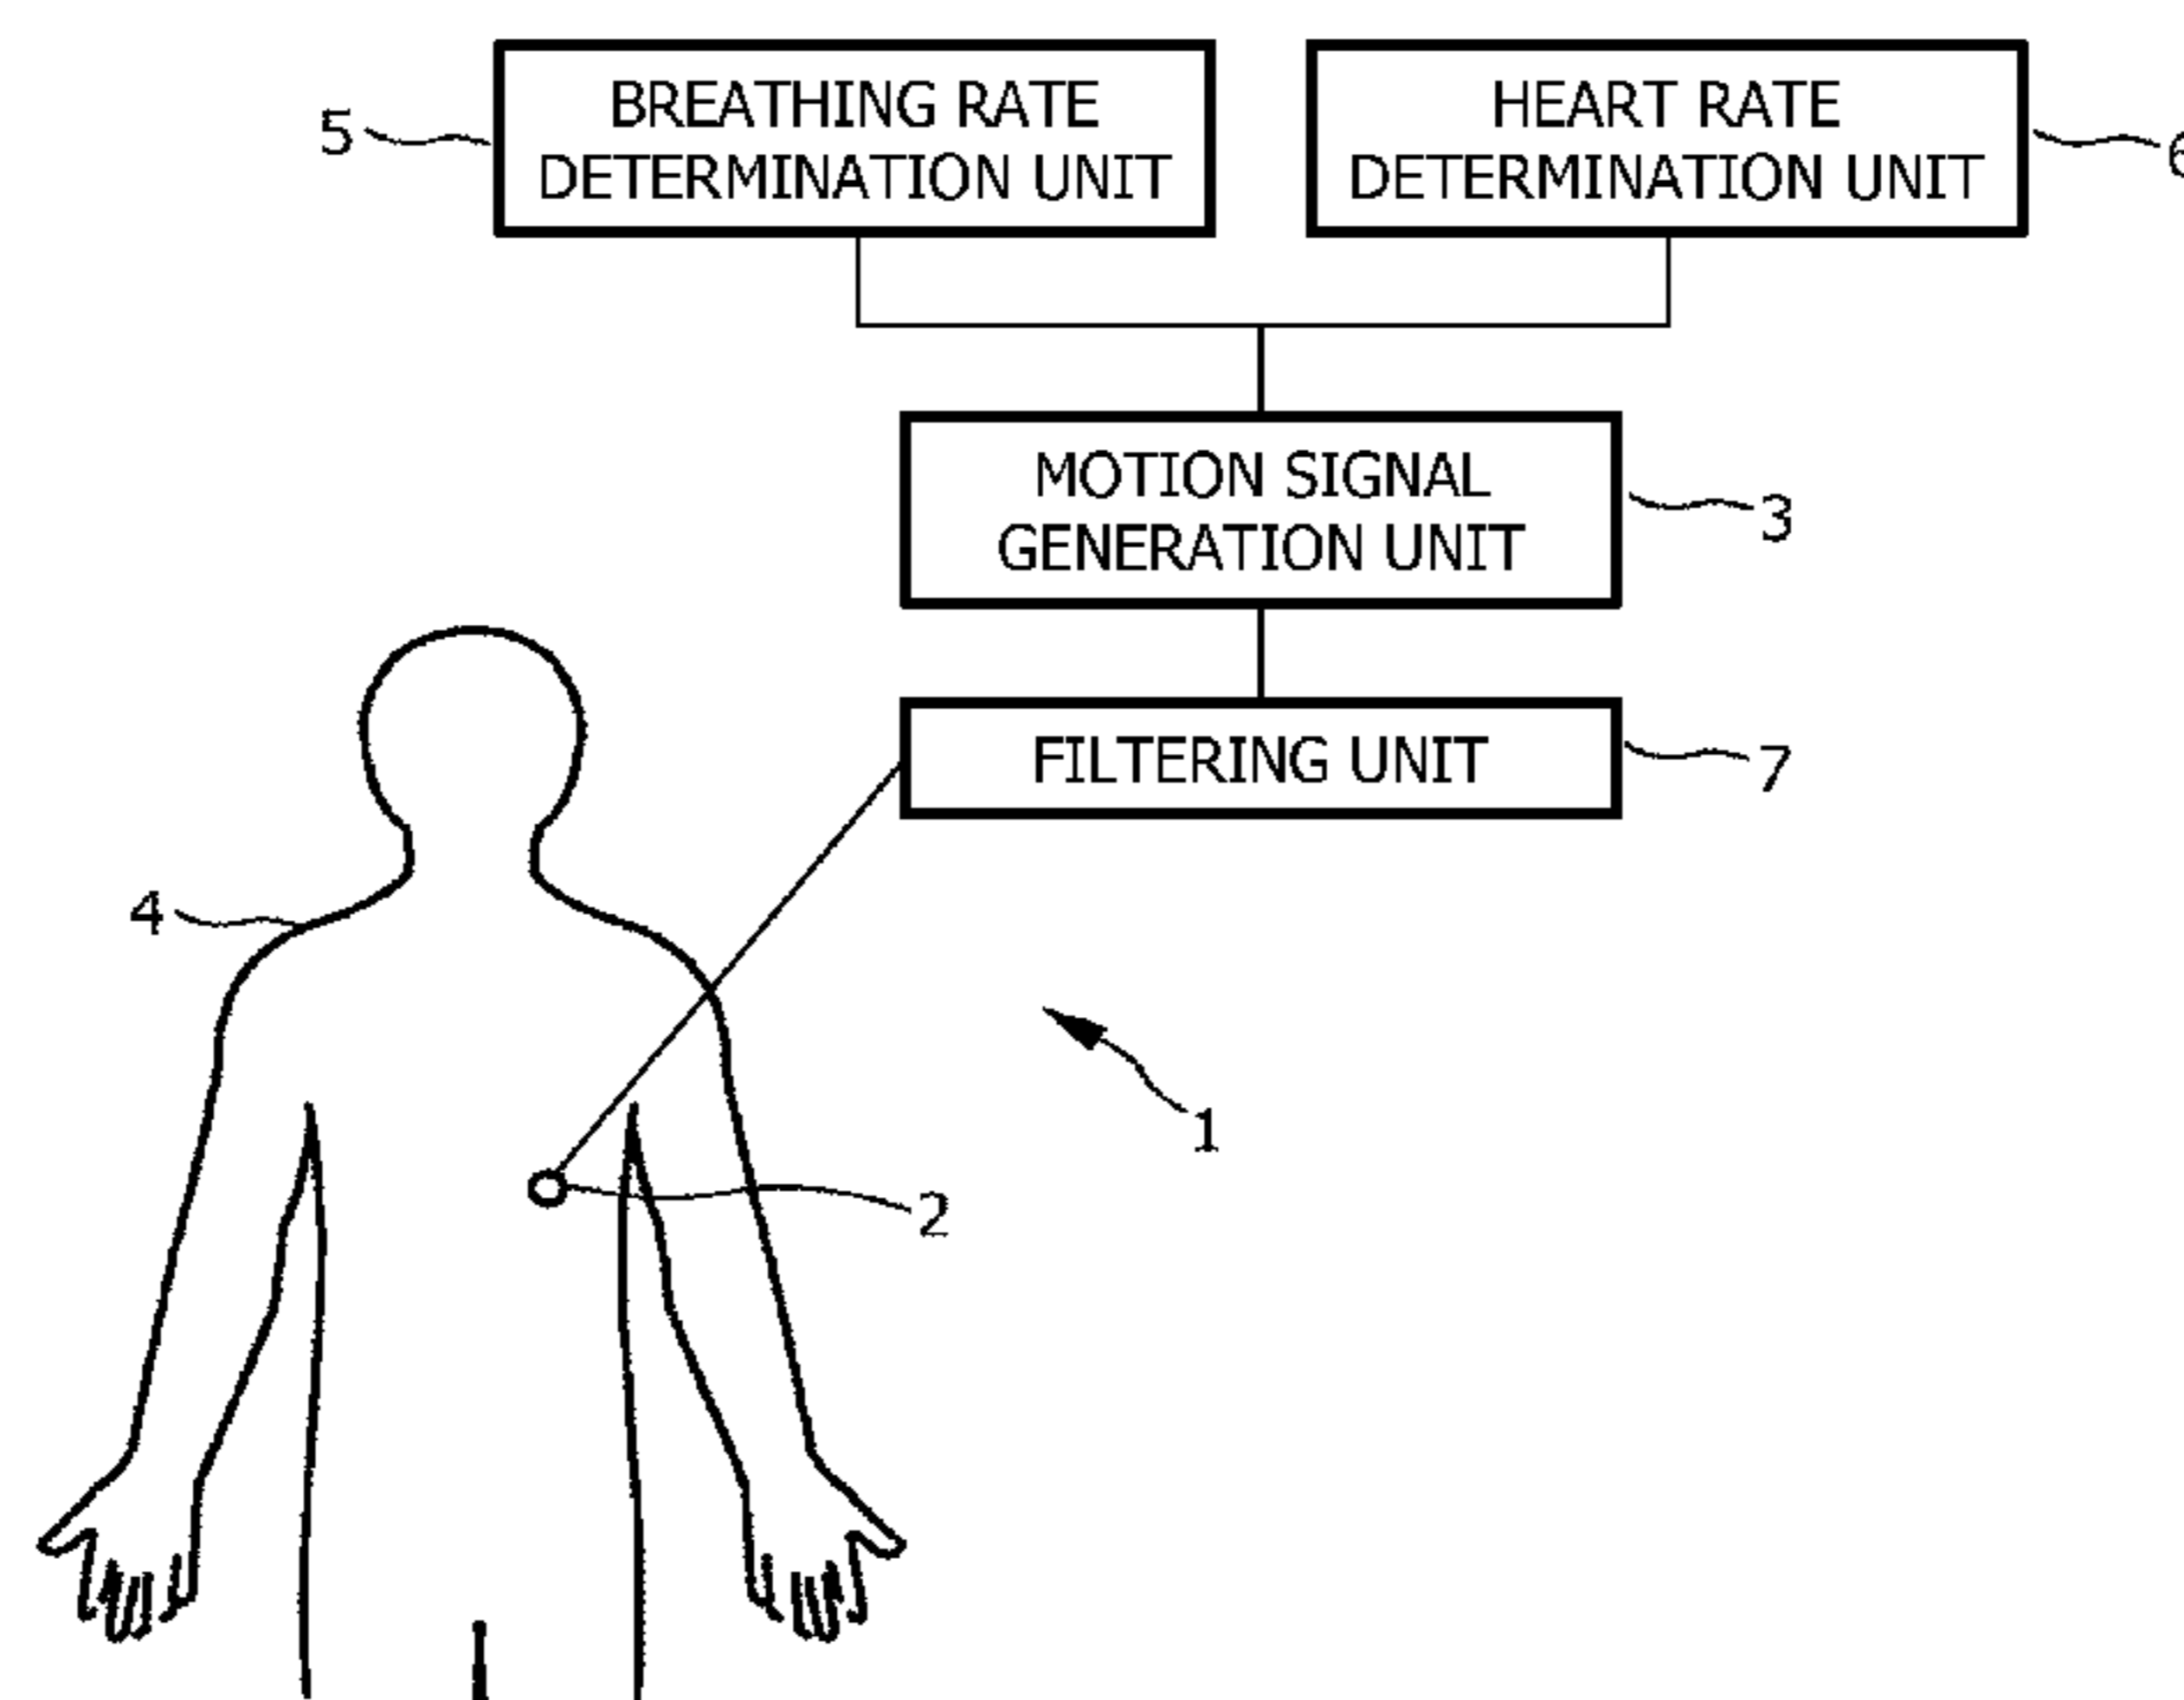 BREATHING RATE
DETERMINATION UNIT
5
HEART RATE
DETERMINATION UNIT
6
MOTION SIGNAL
GENERATION UNIT
3
FILTERING UNIT
7
4
1
2